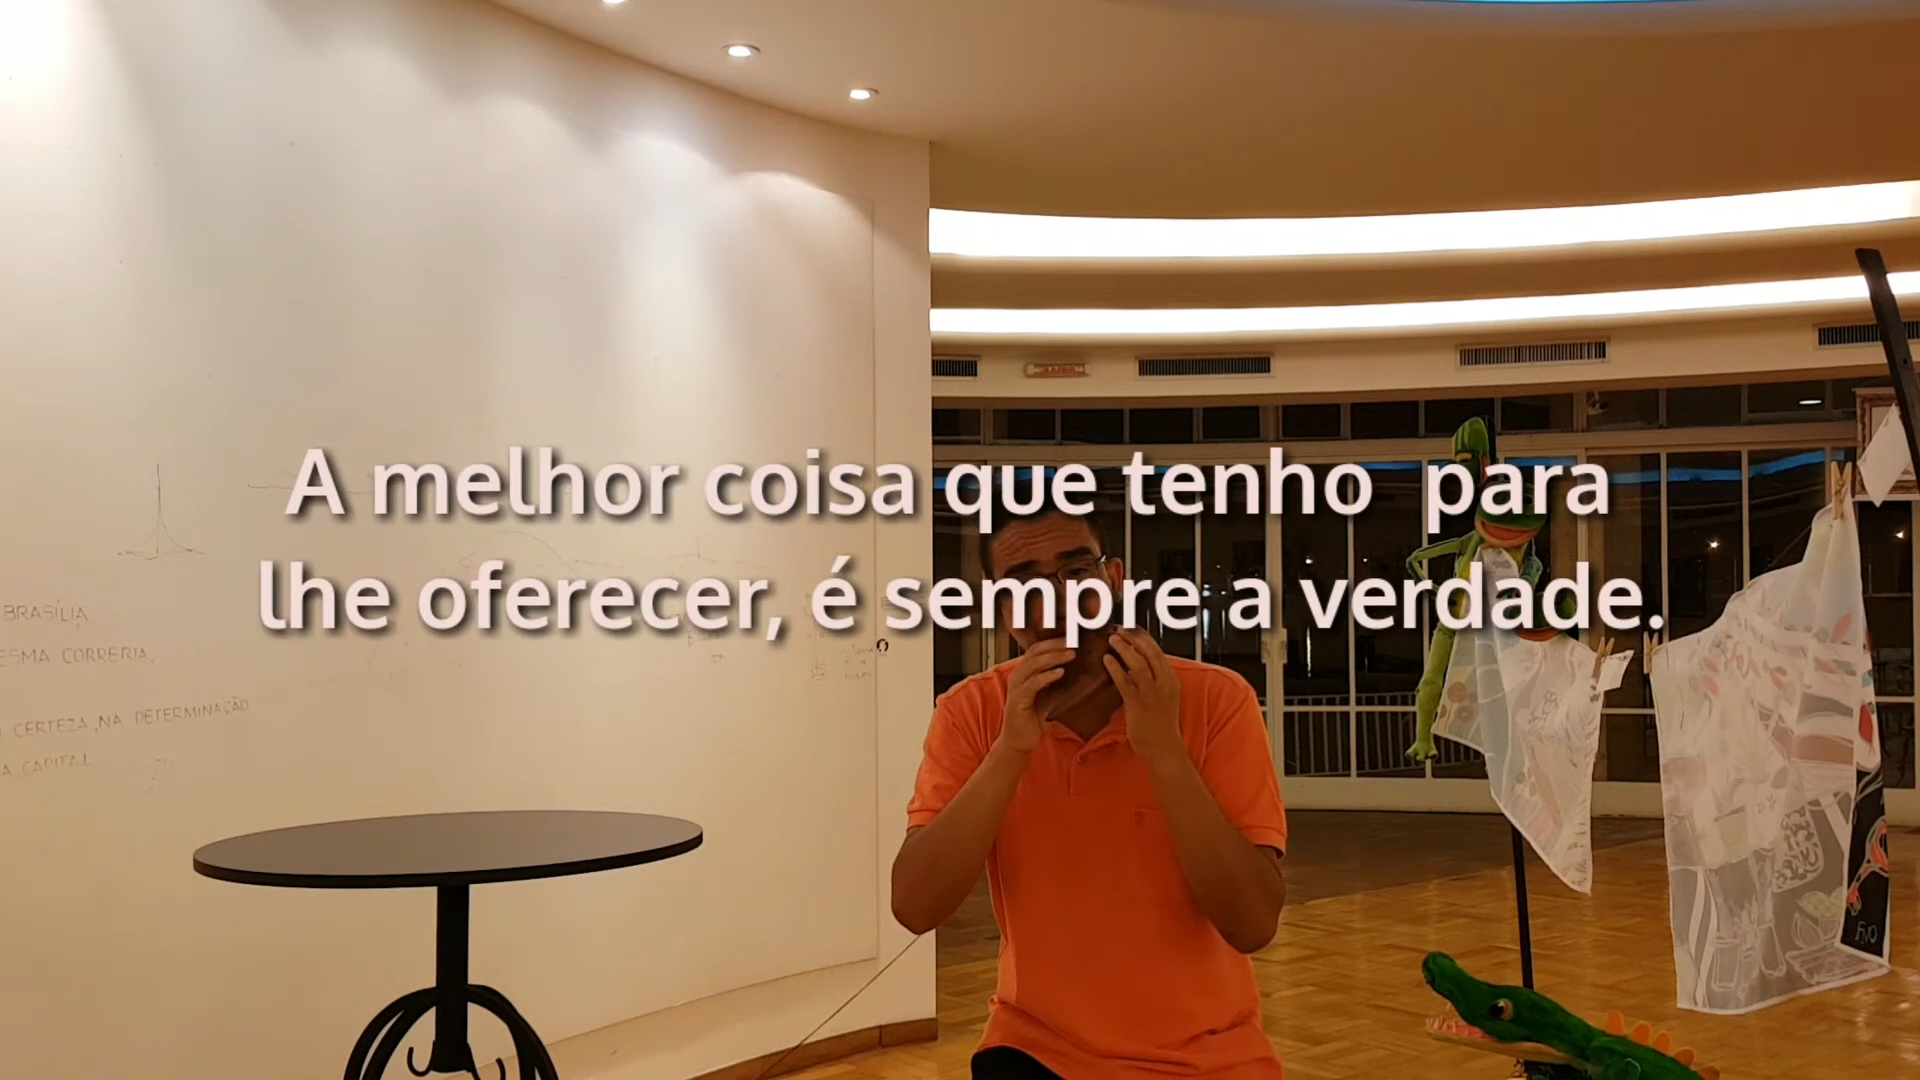 A melhor coisa que tenho para
lhe oferecer, é sempre a verdade.
BRASÍLIA
ESMA CORRERIA,
CERTEZA, NA DETERMINAÇÃO
A CAPITAL